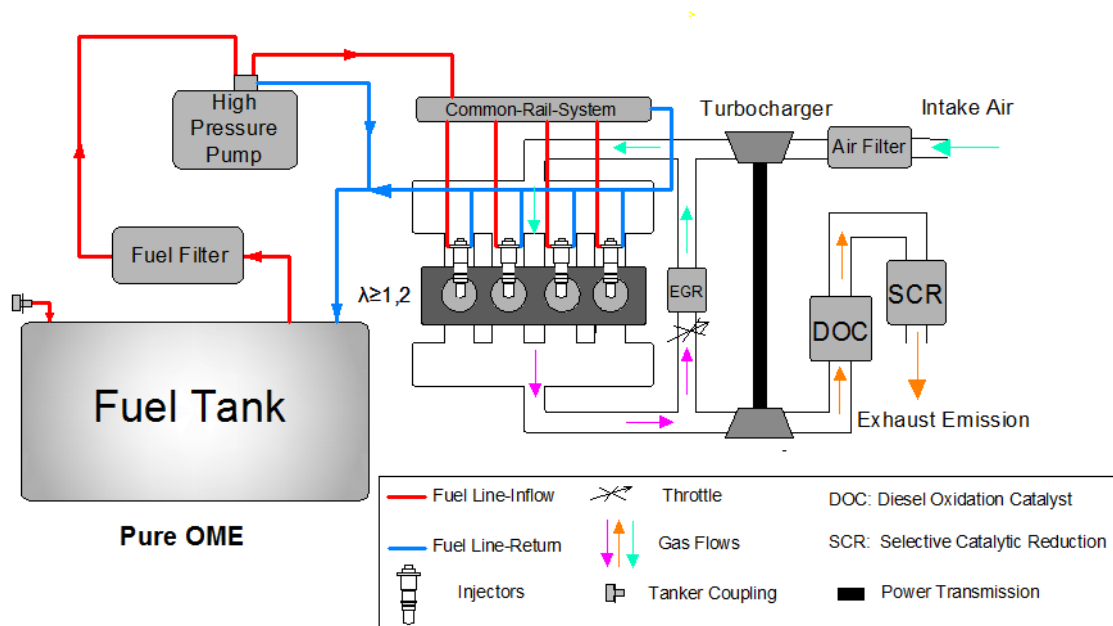 High
Pressure
Pump
Common-Rail-System
Turbocharger
Intake Air
Air Filter
Fuel Filter
λ≥1,2
EGR
SCR
DOC
Fuel Tank
Exhaust Emission
Pure OME
Fuel Line-Inflow
Throttle
DOC: Diesel Oxidation Catalyst
Fuel Line-Return
Gas Flows
SCR: Selective Catalytic Reduction
Injectors
Tanker Coupling
Power Transmission